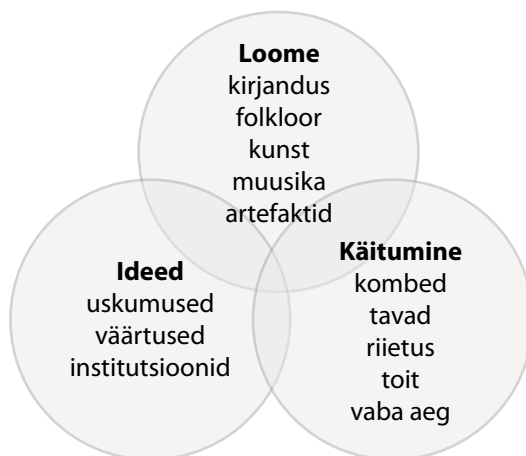 Loome
kirjandus
folkloor
kunst
muusika
artefaktid
Ideed
uskumused
väärtused
institutsioonid
Käitumine
kombed
tavad
riietus
toit
vaba aeg